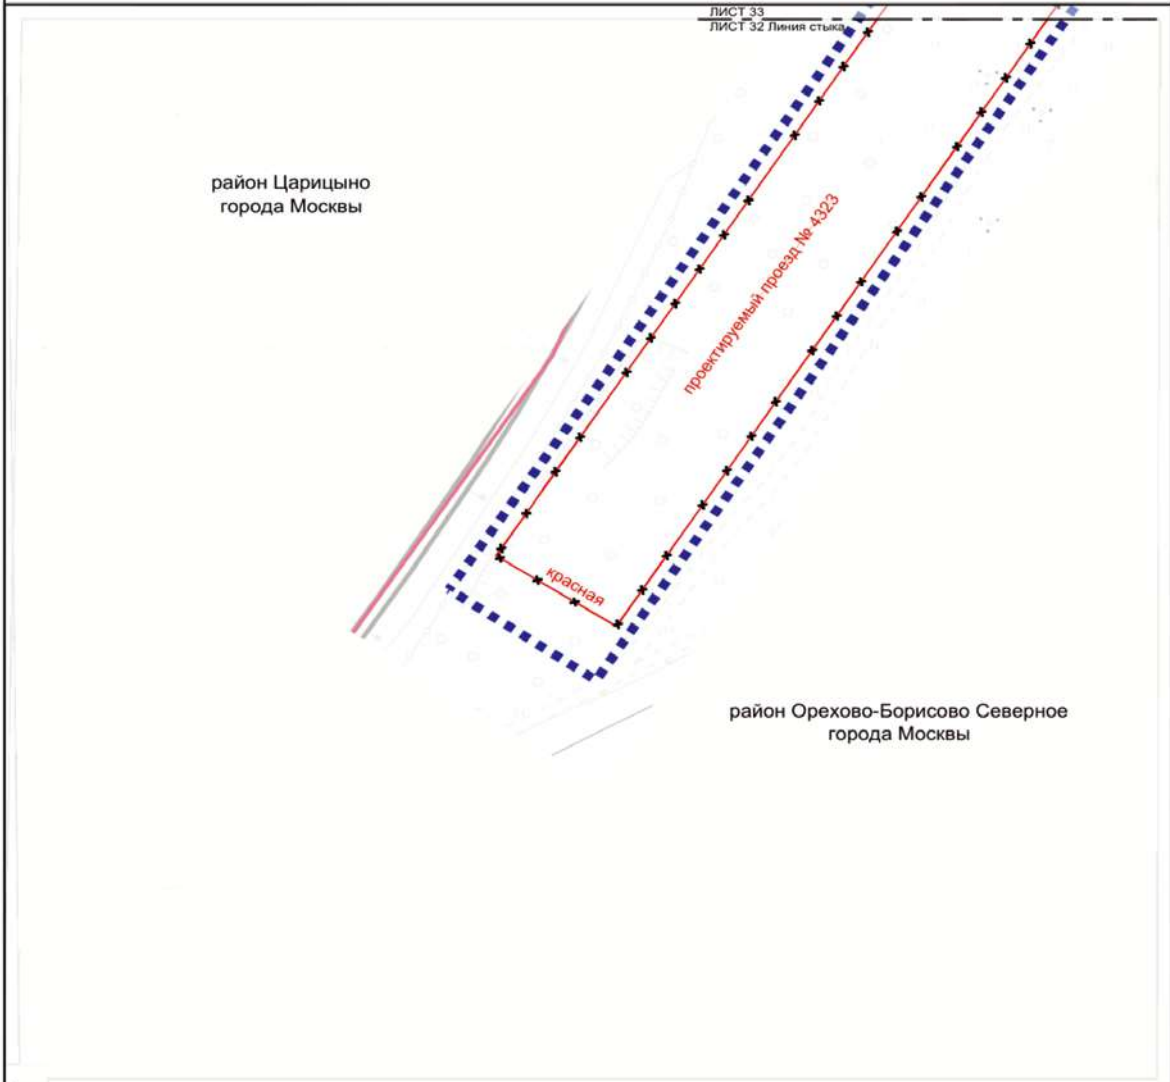 ЛИСТ 33
ЛИСТ 32 Линия стыка
район Царицыно
города Москвы
проектируемый проезд № 4323
красная
район Орехово-Борисово Северное
города Москвы